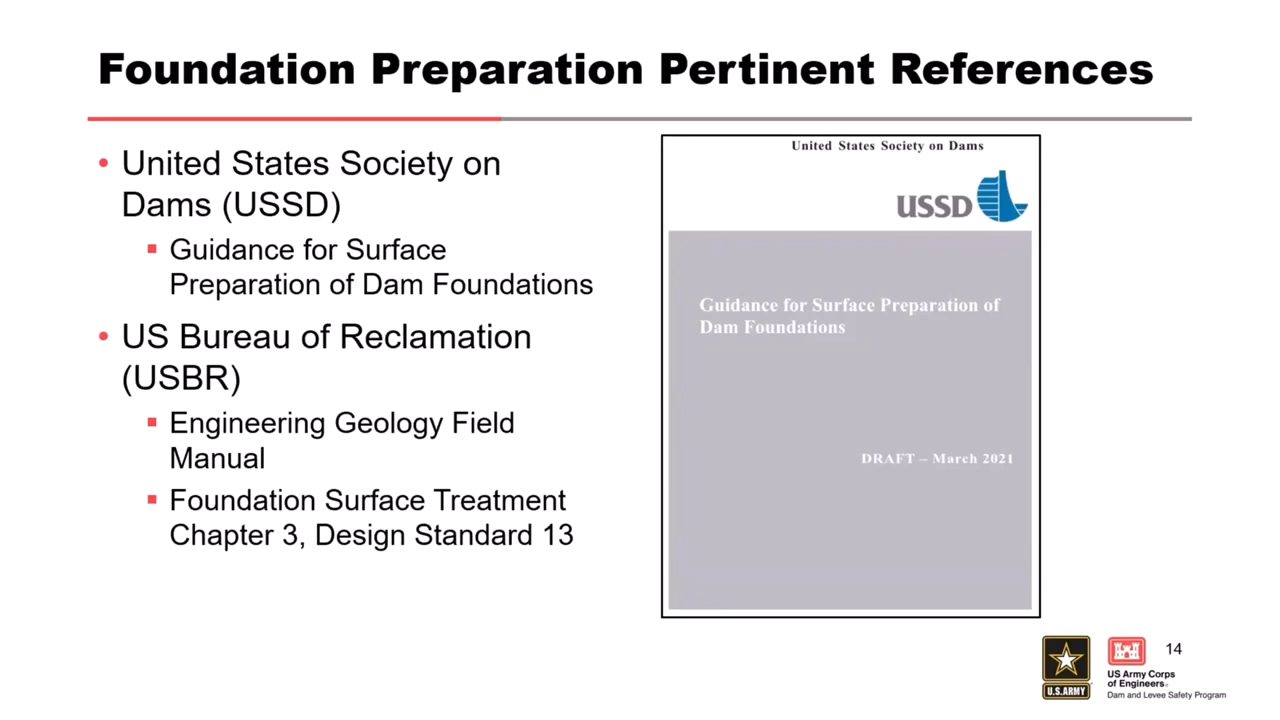 Foundation Preparation Pertinent References
• United States Society on
Dams (USSD)
▪ Guidance for Surface
Preparation of Dam Foundations
• US Bureau of Reclamation
(USBR)
▪ Engineering Geology Field
Manual
▪ Foundation Surface Treatment
Chapter 3, Design Standard 13
United States Society on Dams
USSD
Guidance for Surface Preparation of
Dam Foundations
DRAFT – March 2021
U.S.ARMY
US Army Corps
of Engineers®
Dam and Levee Safety Program
14